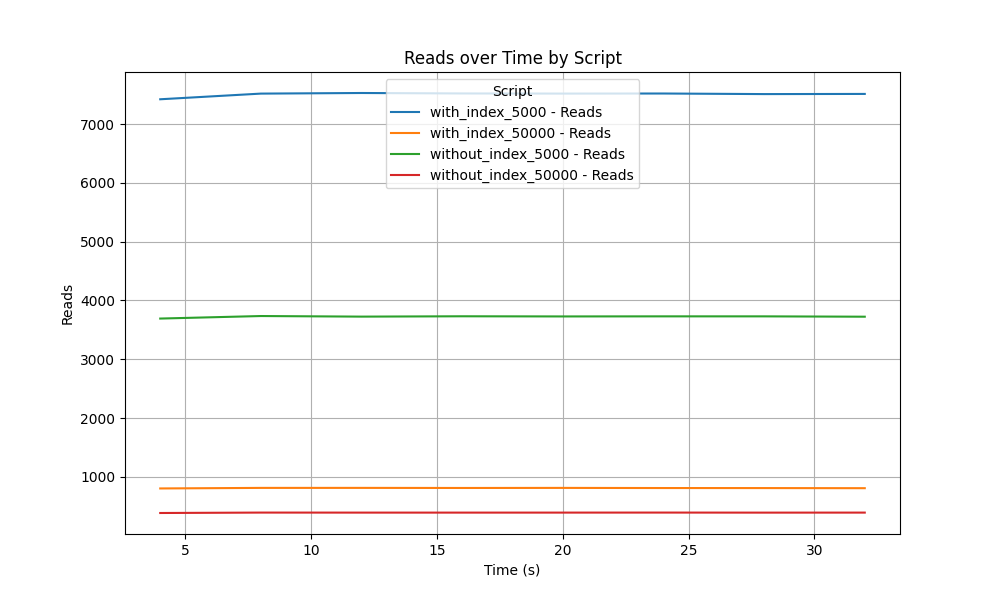 Reads over Time by Script
Script
with_index_5000 - Reads
with_index_50000 - Reads
without_index_5000 - Reads
without_index_50000 - Reads
7000
6000
5000
4000
3000
2000
1000
Reads
5
10
15
20
25
30
Time (s)